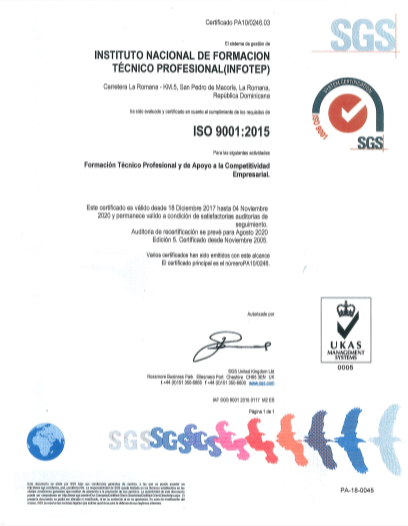 Certificado PA10/0246.03
SGS
El sistema de gestión de
INSTITUTO NACIONAL DE FORMACION
TÉCNICO PROFESIONAL(INFOTEP)
Carretera La Romana - KM.5, San Pedro de Macorís, La Romana,
República Dominicana
ha sido evaluado y certificado en cuanto al cumplimiento de los requisitos de
ISO 9001:2015
SYSTEM CERTIFICATION
ISO 9001
SGS
Para las siguientes actividades
Formación Técnico Profesional y de Apoyo a la Competitividad
Empresarial.
Este certificado es válido desde 18 Diciembre 2017 hasta 04 Noviembre
2020 y permanece valido a condición de satisfactorias auditorias de
seguimiento.
Auditoria de recertificación se prevé para Agosto 2020
Edición 5. Certificado desde Noviembre 2005.
Varios certificados han sido emitidos con este alcance
El certificado principal es el número PA10/0246.
Autorizado por
SGS United Kingdom Ltd
Rossmore Business Park Ellesmere Port Cheshire CH65 3EN UK
t +44 (0)151 350-6666 f +44 (0)151 350-6600 www.sgs.com
Página 1 de 1
UKAS
MANAGEMENT
SYSTEMS
0005
SGS SGS SGS
PA-18-0045